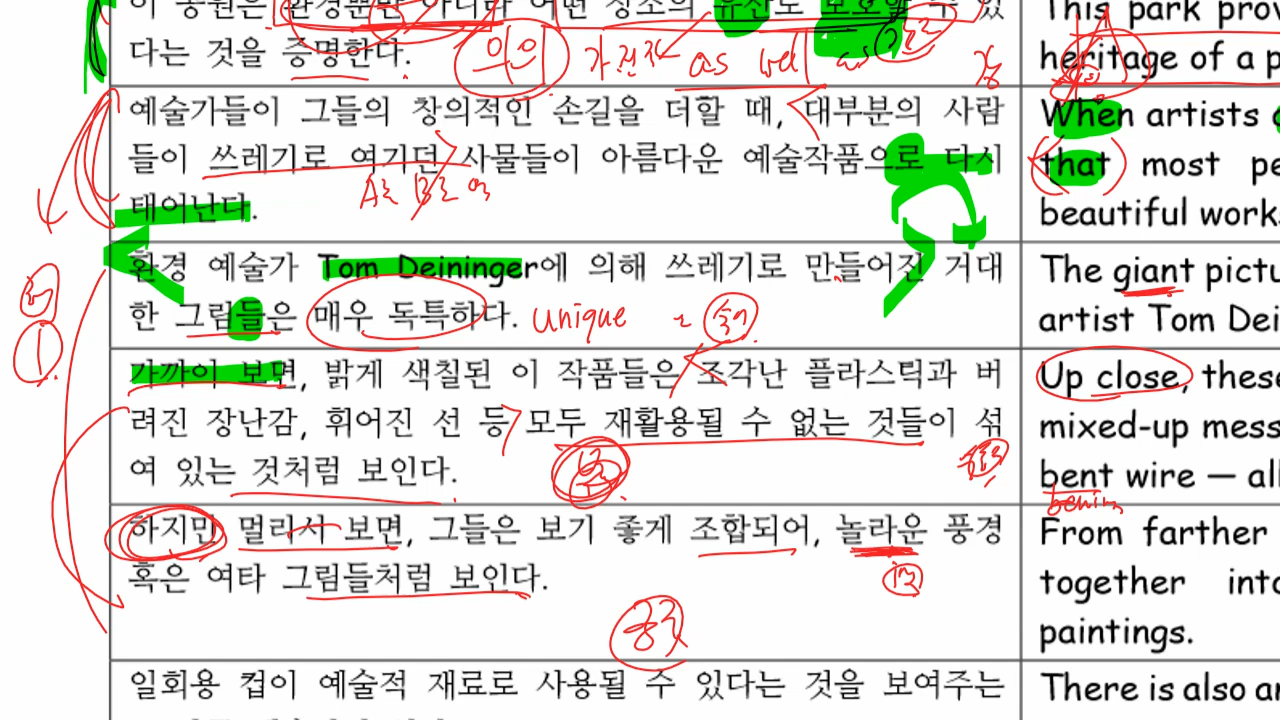 이 공원은 환경뿐만 아니라 어떤 장소의 유산도 보호할 수 있
다는 것을 증명한다.
의의
as well as
예술가들이 그들의 창의적인 손길을 더할 때, 대부분의 사람
들이 쓰레기로 여기던 사물들이 아름다운 예술작품으로 다시
태어난다.
환경 예술가 Tom Deininger에 의해 쓰레기로 만들어진 거대
한 그림들은 매우 독특하다.
unique
가까이 보면, 밝게 색칠된 이 작품들은 조각난 플라스틱과 버
려진 장난감, 휘어진 선 등 모두 재활용될 수 없는 것들이 섞
여 있는 것처럼 보인다.
하지만 멀리서 보면, 그들은 보기 좋게 조합되어, 놀라운 풍경
혹은 여타 그림들처럼 보인다.
일회용 컵이 예술적 재료로 사용될 수 있다는 것을 보여주는
This park prov
heritage of a p
When artists
that most pe
beautiful works
The giant pictu
artist Tom Dei
Up close, these
mixed-up mess
bent wire — all
From farther
together into
paintings.
There is also an